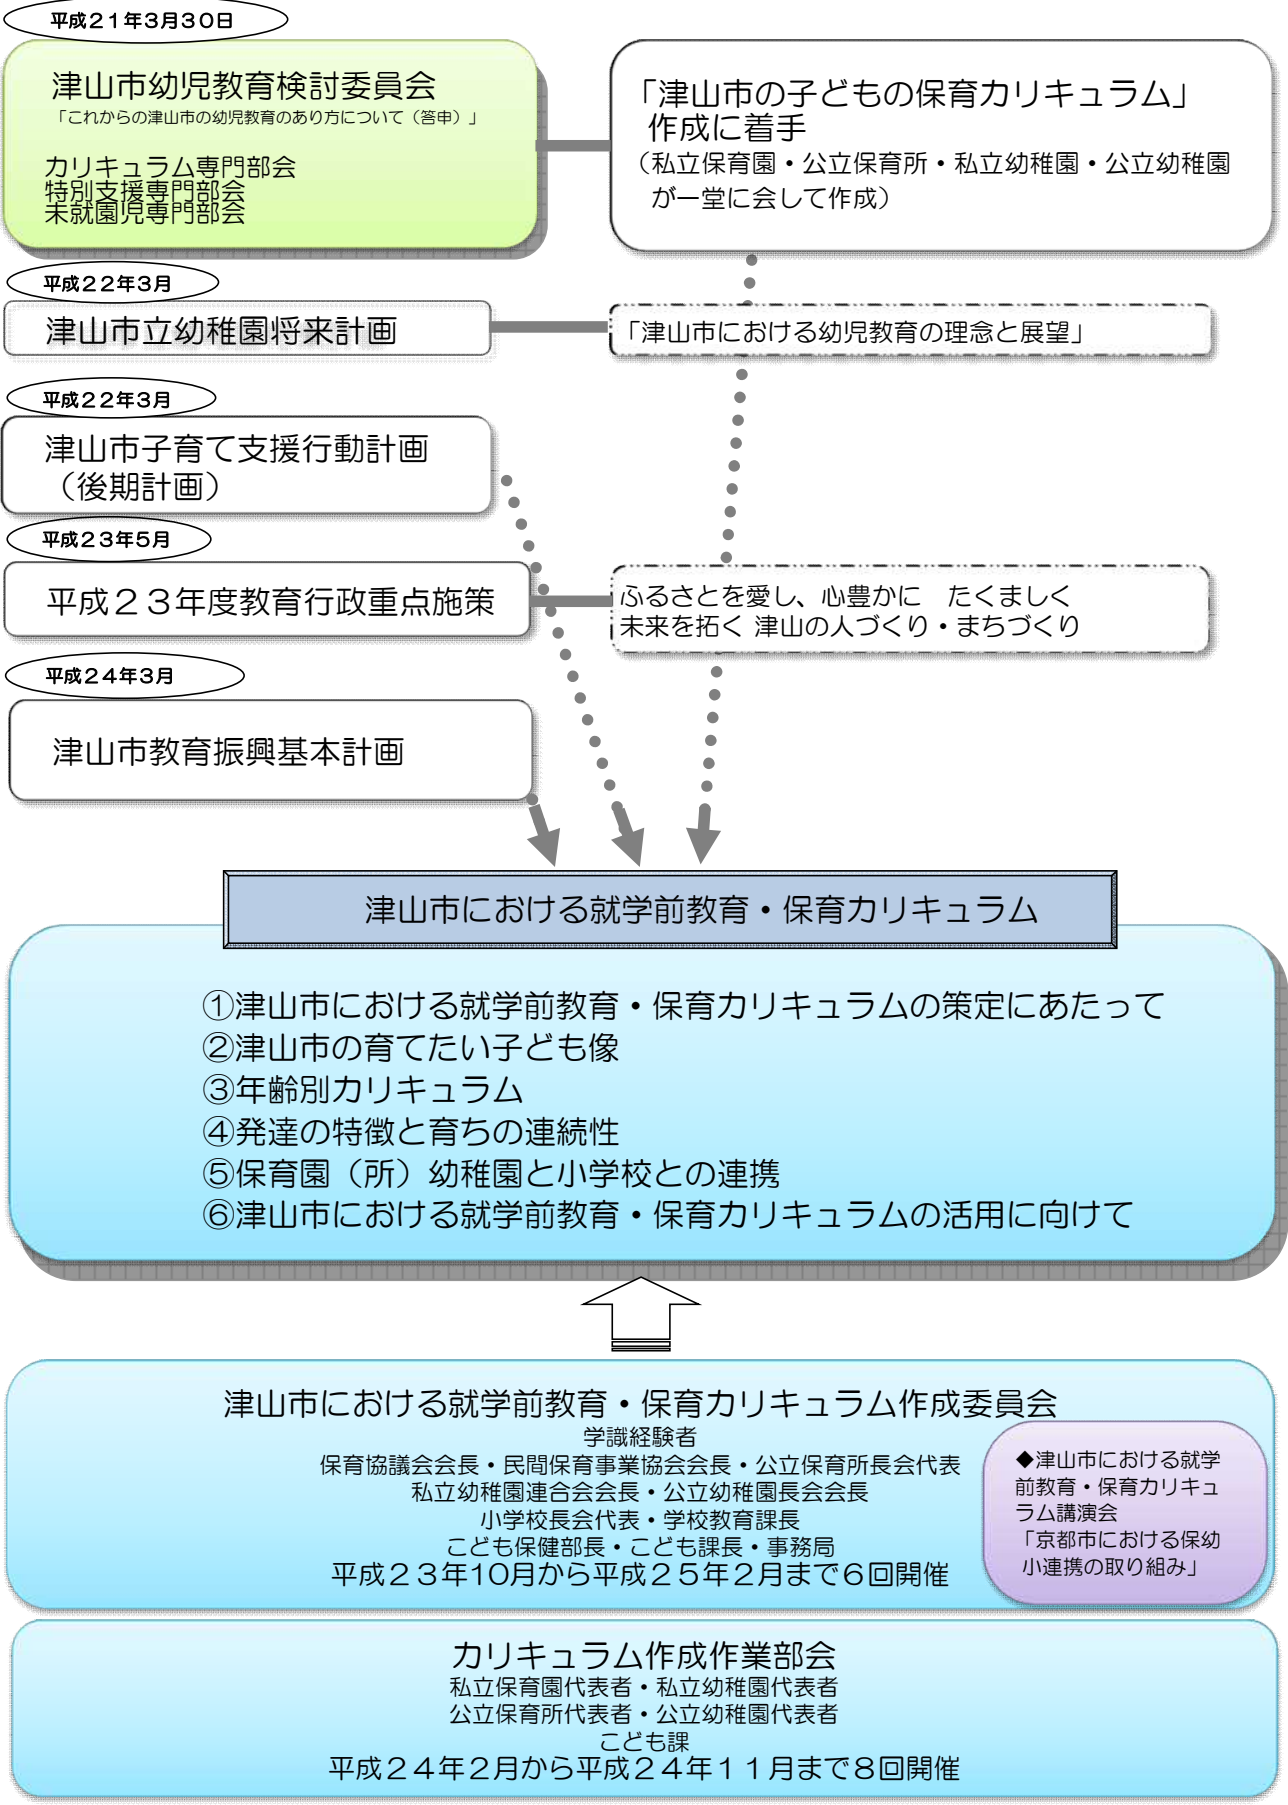 平成２１年３月３０日
津山市幼児教育検討委員会
「これからの津山市の幼児教育のあり方について（答申）」
カリキュラム専門部会
特別支援専門部会
未就園児専門部会
「津山市の子どもの保育カリキュラム」
作成に着手
（私立保育園・公立保育所・私立幼稚園・公立幼稚園
が一堂に会して作成）
平成２２年３月
津山市立幼稚園将来計画
「津山市における幼児教育の理念と展望」
平成２２年３月
津山市子育て支援行動計画
（後期計画）
平成２３年５月
平成２３年度教育行政重点施策
ふるさとを愛し、心豊かに　たくましく
未来を拓く 津山の人づくり・まちづくり
平成２４年３月
津山市教育振興基本計画
津山市における就学前教育・保育カリキュラム
①津山市における就学前教育・保育カリキュラムの策定にあたって
②津山市の育てたい子ども像
③年齢別カリキュラム
④発達の特徴と育ちの連続性
⑤保育園（所）幼稚園と小学校との連携
⑥津山市における就学前教育・保育カリキュラムの活用に向けて
津山市における就学前教育・保育カリキュラム作成委員会
学識経験者
保育協議会会長・民間保育事業協会会長・公立保育所長会代表
私立幼稚園連合会会長・公立幼稚園長会会長
小学校長会代表・学校教育課長
こども保健部長・こども課長・事務局
平成２３年10月から平成２５年２月まで６回開催
◆津山市における就学
前教育・保育カリキュ
ラム講演会
「京都市における保幼
小連携の取り組み」
カリキュラム作成作業部会
私立保育園代表者・私立幼稚園代表者
公立保育所代表者・公立幼稚園代表者
こども課
平成２４年２月から平成２４年１１月まで８回開催